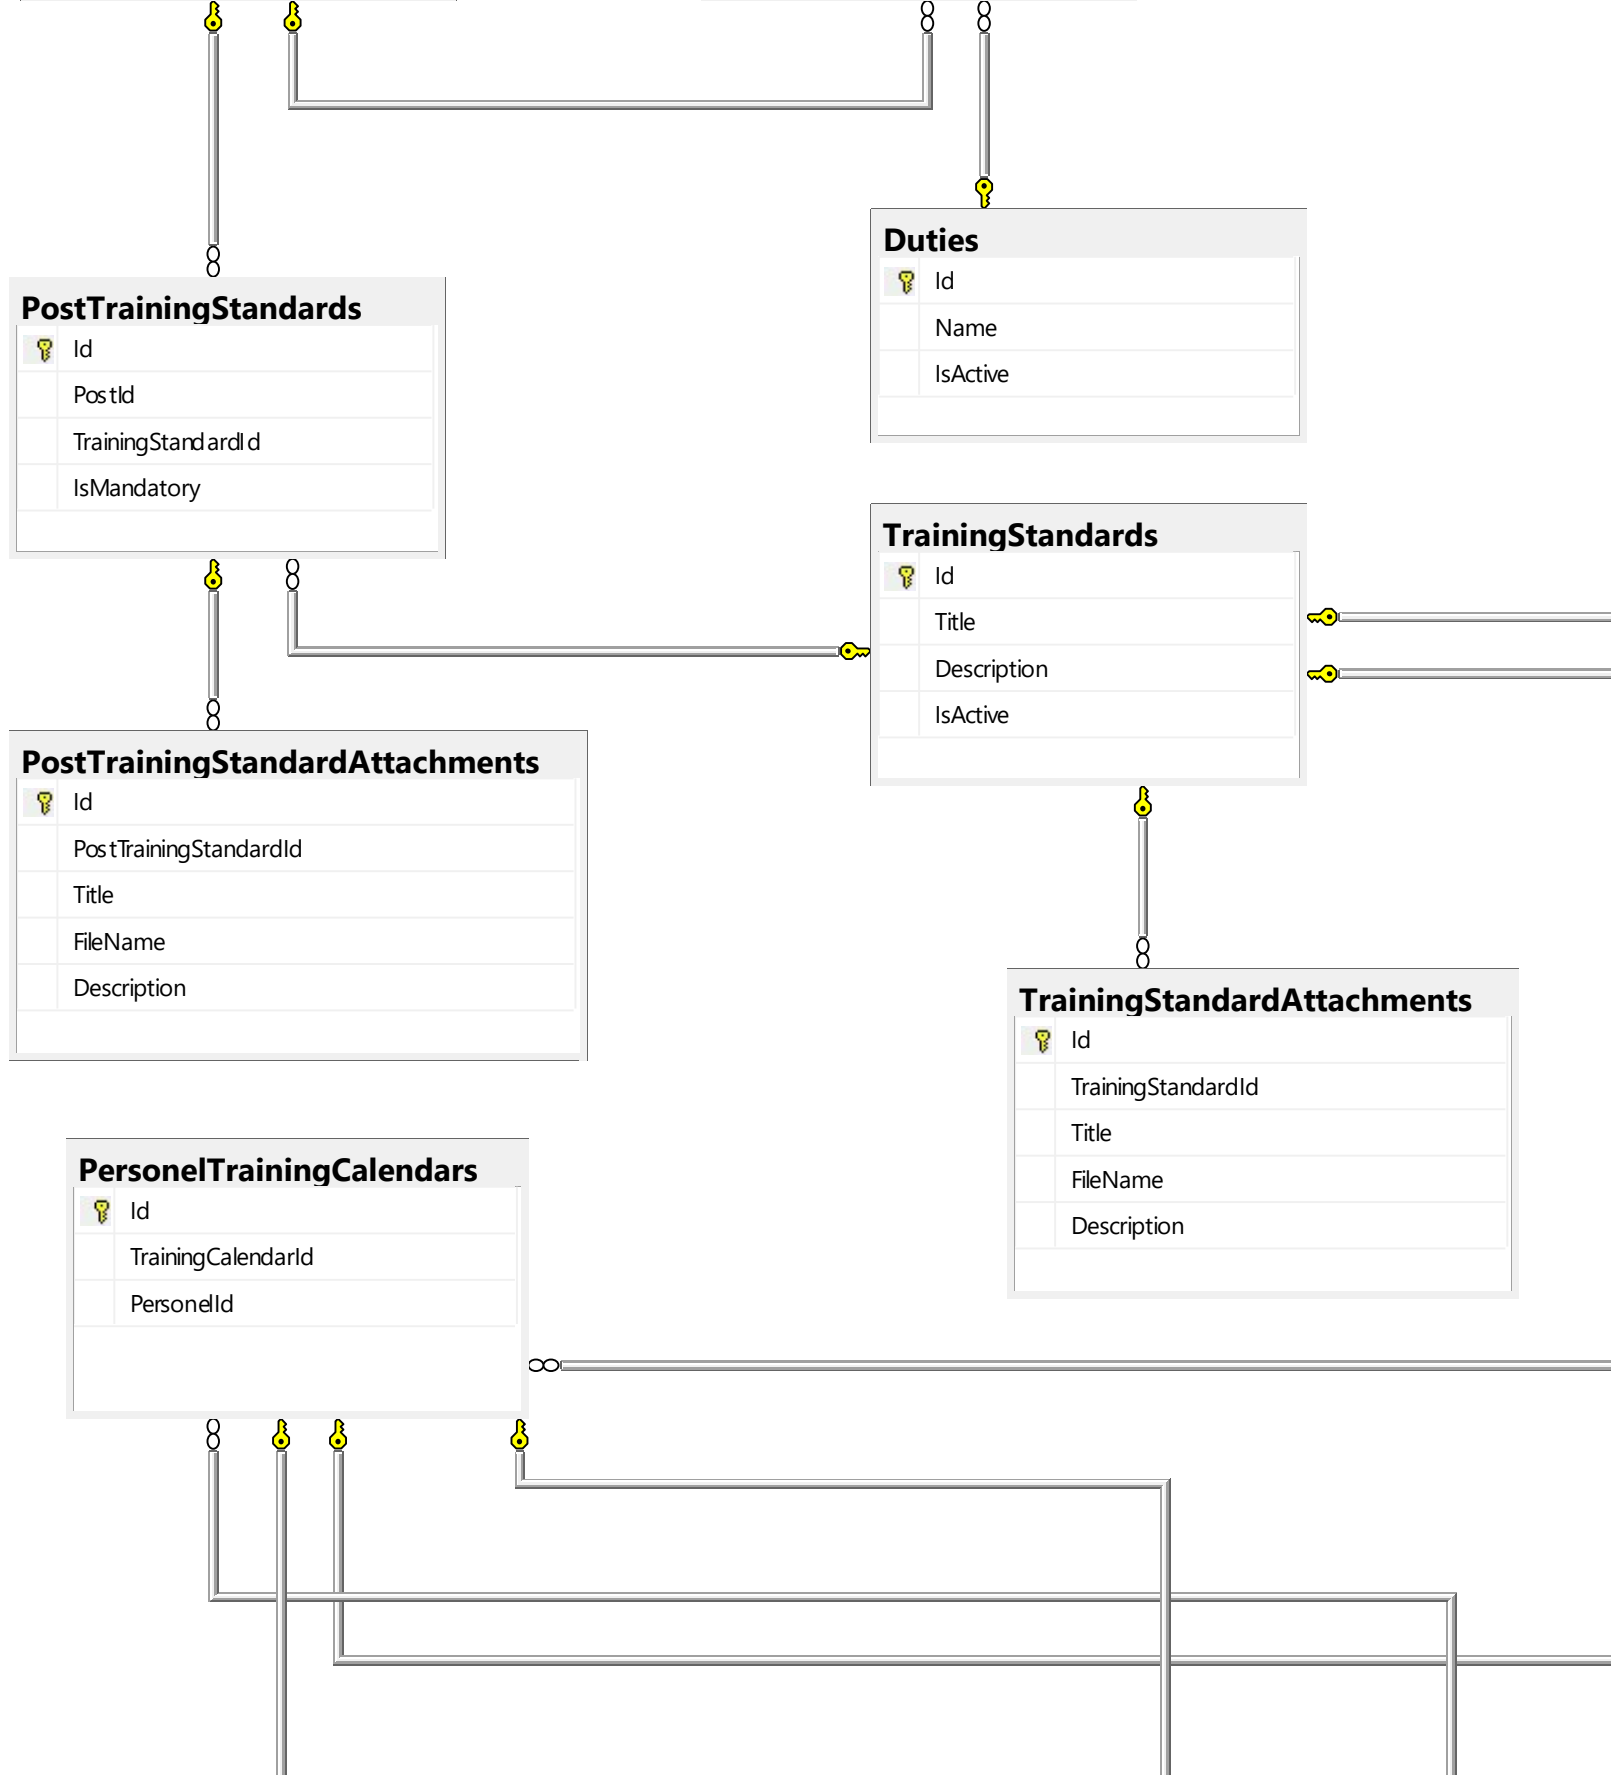 Duties
Id
Name
IsActive
PostTrainingStandards
Id
PostId
TrainingStandardId
IsMandatory
TrainingStandards
Id
Title
Description
IsActive
PostTrainingStandardAttachments
Id
PostTrainingStandardId
Title
FileName
Description
TrainingStandardAttachments
Id
TrainingStandardId
Title
FileName
Description
PersonelTrainingCalendars
Id
TrainingCalendarId
PersonelId